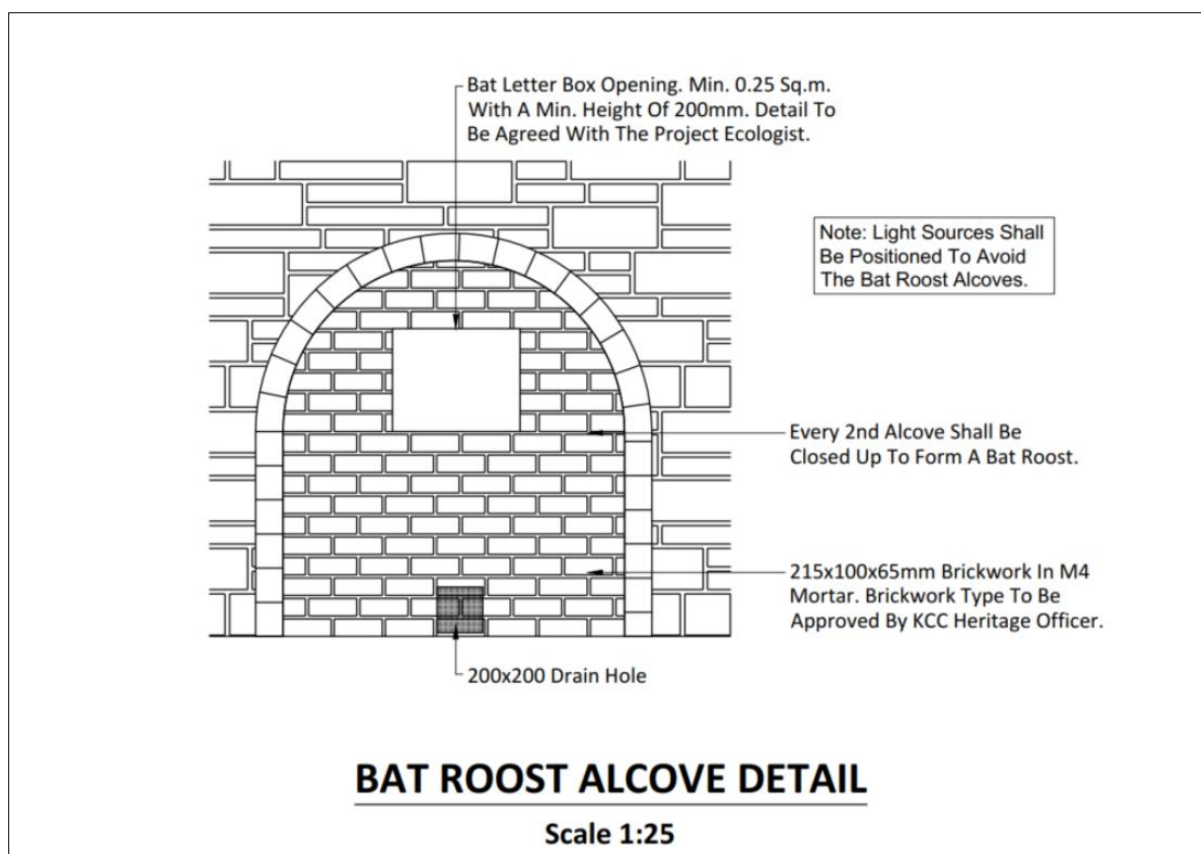 Bat Letter Box Opening. Min. 0.25 Sq.m.
With A Min. Height Of 200mm. Detail To
Be Agreed With The Project Ecologist.
Note: Light Sources Shall
Be Positioned To Avoid
The Bat Roost Alcoves.
Every 2nd Alcove Shall Be
Closed Up To Form A Bat Roost.
215x100x65mm Brickwork In M4
Mortar. Brickwork Type To Be
Approved By KCC Heritage Officer.
200x200 Drain Hole
BAT ROOST ALCOVE DETAIL
Scale 1:25